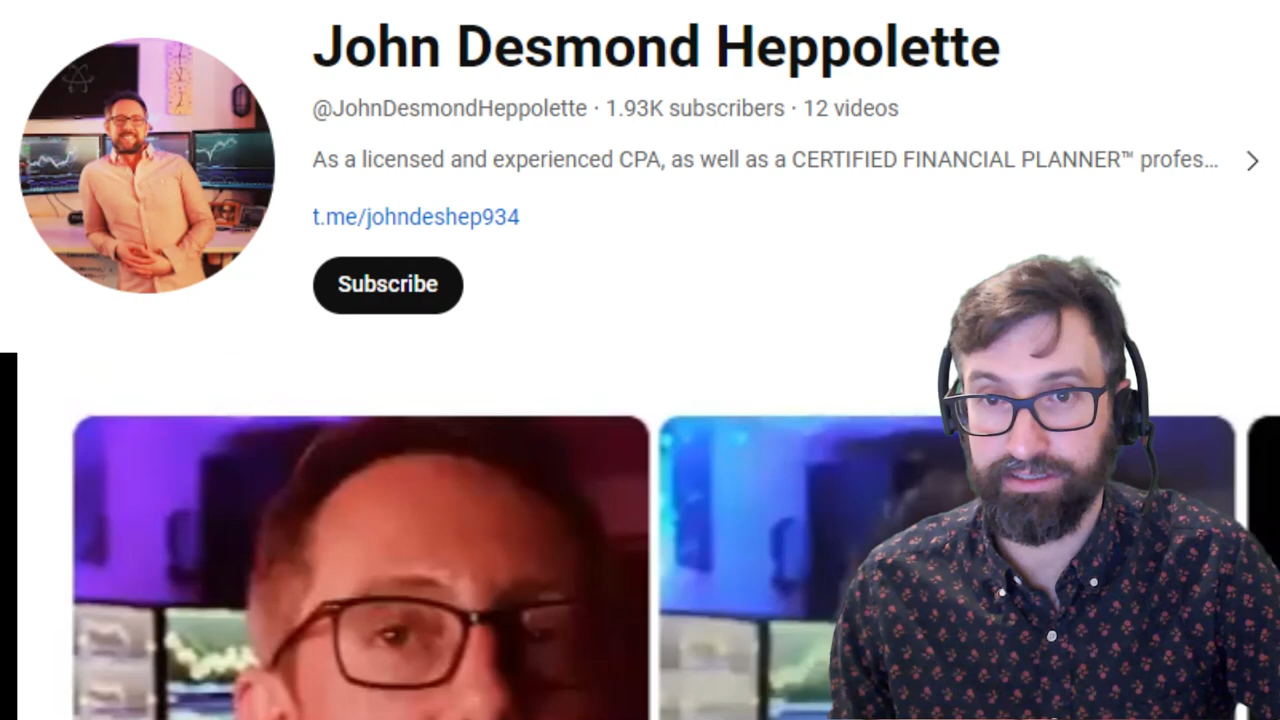 John Desmond Heppolette
@JohnDesmondHeppolette · 1.93K subscribers · 12 videos
As a licensed and experienced CPA, as well as a CERTIFIED FINANCIAL PLANNER™ profes...
t.me/johndeshep934
Subscribe